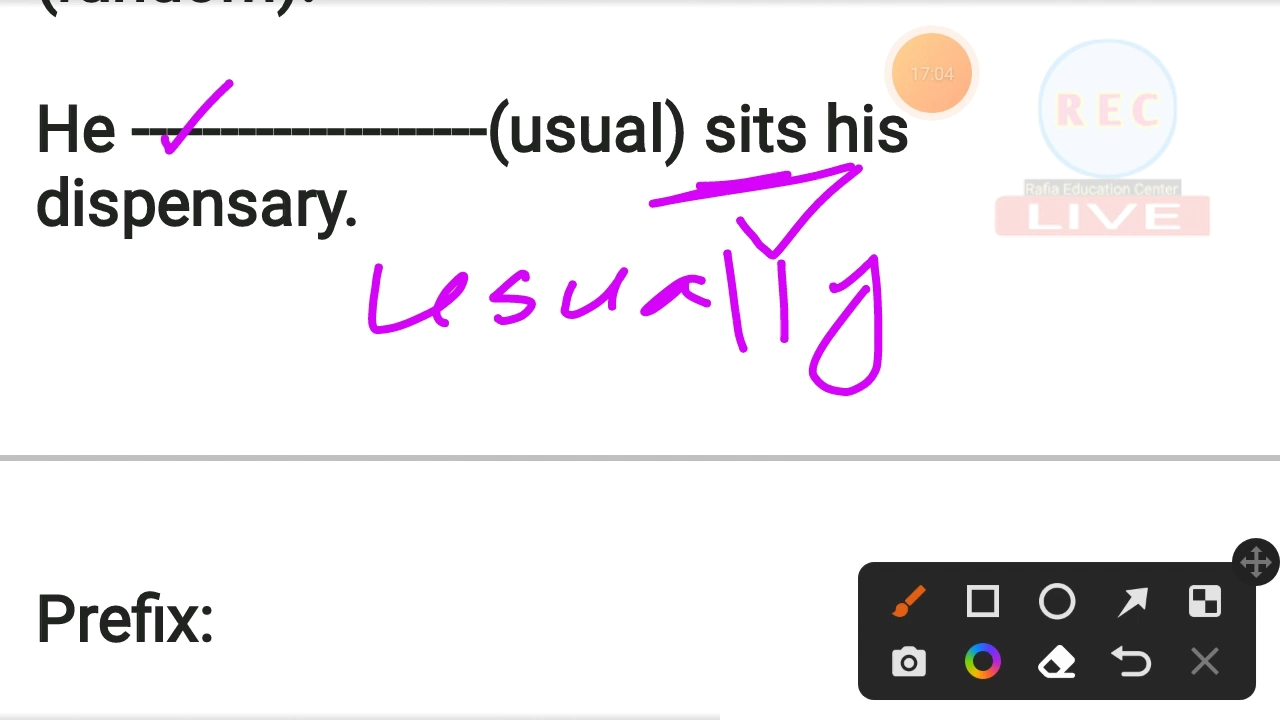 17:04
REC
He -------------------------(usual) sits his
dispensary.
Rafia Education Center
LIVE
usually
Prefix: